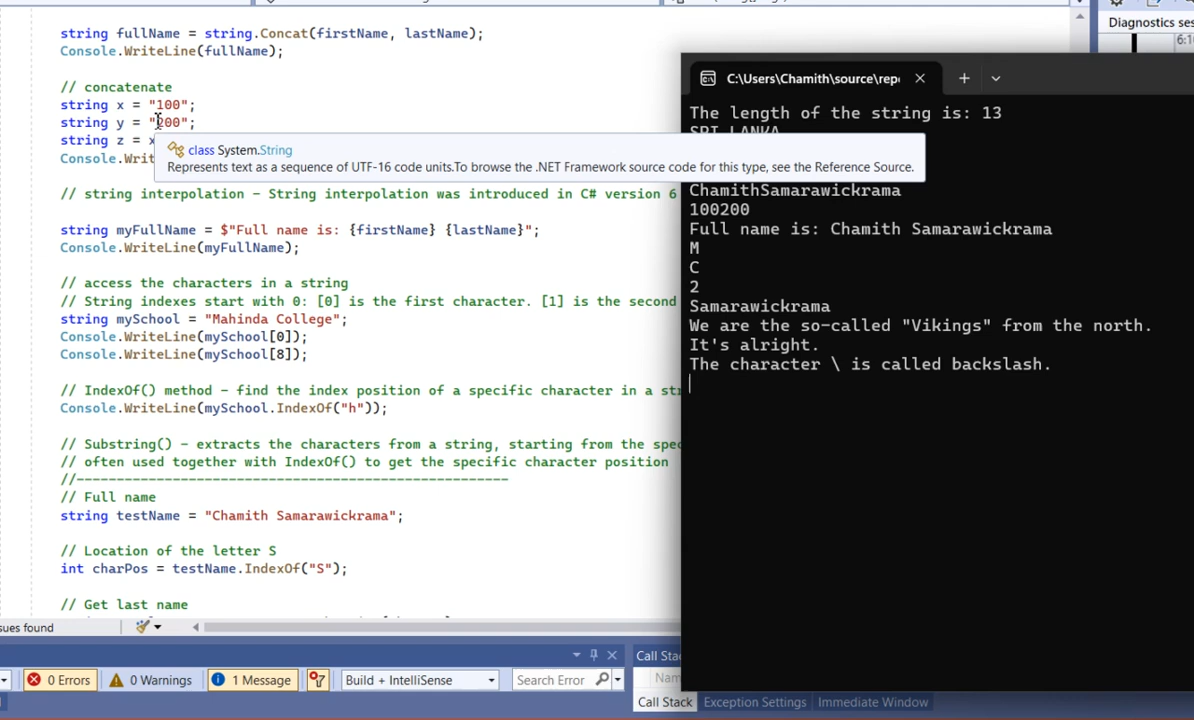 string fullName = string.Concat(firstName, lastName);
Console.WriteLine(fullName);
// concatenate
string x = "100";
string y = "200";
string z = x
Console.Wri
// string interpolation - String interpolation was introduced in C# version 6
string myFullName = $"Full name is: {firstName} {lastName}";
Console.WriteLine(myFullName);
// access the characters in a string
// String indexes start with 0: [0] is the first character. [1] is the second
string mySchool = "Mahinda College";
Console.WriteLine(mySchool[0]);
Console.WriteLine(mySchool[8]);
// IndexOf() method - find the index position of a specific character in a str
Console.WriteLine(mySchool.IndexOf("h"));
// Substring() - extracts the characters from a string, starting from the spec
// often used together with IndexOf() to get the specific character position
//------------------------------------------------------
// Full name
string testName = "Chamith Samarawickrama";
// Location of the letter S
int charPos = testName.IndexOf("S");
// Get last name
class System.String
Represents text as a sequence of UTF-16 code units.To browse the .NET Framework source code for this type, see the Reference Source.
Diagnostics ses
6:1
C:\Users\Chamith\source\rep
The length of the string is: 13
SRI LANKA
ChamithSamarawickrama
100200
Full name is: Chamith Samarawickrama
M
C
2
Samarawickrama
We are the so-called "Vikings" from the north.
It's alright.
The character \ is called backslash.
sues found
0 Errors
0 Warnings
1 Message
Build + IntelliSense
Search Error
Call Sta
Nam
Call Stack
Exception Settings
Immediate Window